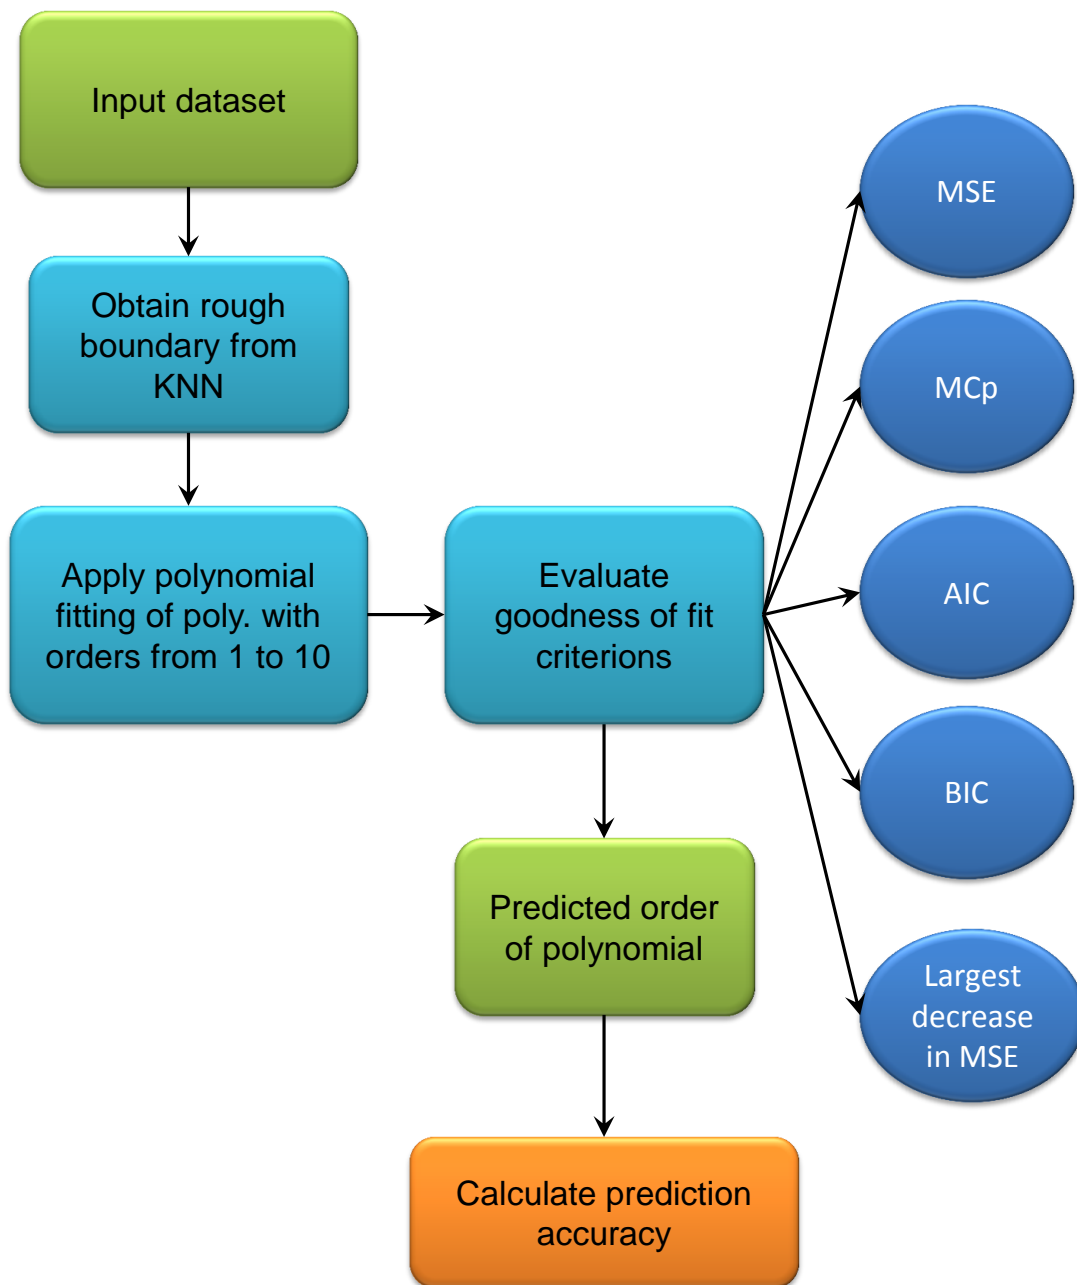 Input dataset
Obtain rough
boundary from
KNN
Apply polynomial
fitting of poly. with
orders from 1 to 10
Evaluate
goodness of fit
criterions
Predicted order
of polynomial
Calculate prediction
accuracy
MSE
MCp
AIC
BIC
Largest
decrease
in MSE